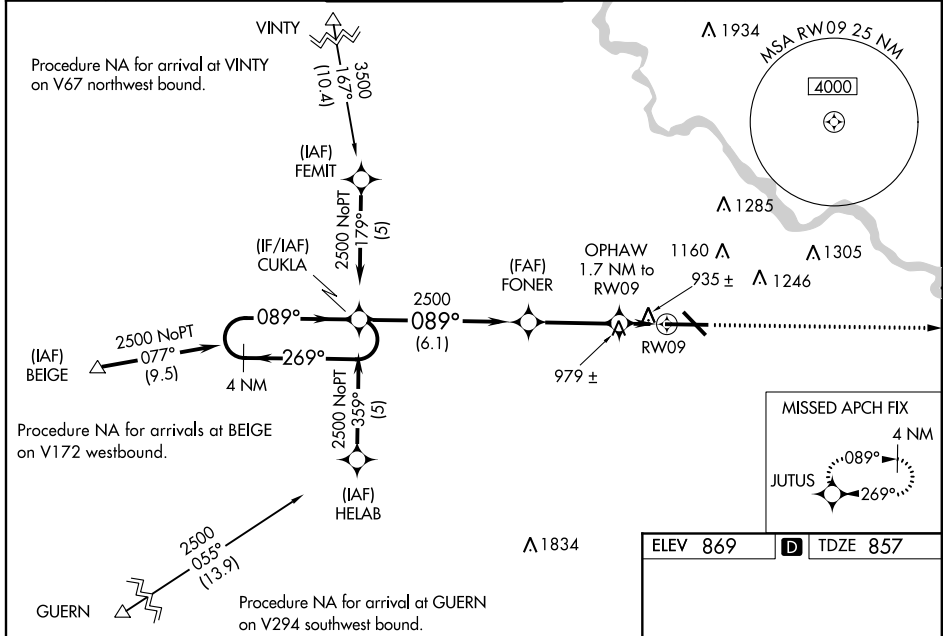 VINTY
Procedure NA for arrival at VINTY
on V67 northwest bound.
3500
167°
(10.4)
1934
MSA RW09 25 NM
4000
(IAF)
FEMIT
2500 NoPT
179°
(5)
1285
(IF/IAF)
CUKLA
(FAF)
FONER
OPHAW
1.7 NM to
RW09
1160
935 ±
1305
1246
2500
089°
(6.1)
089°
269°
4 NM
2500 NoPT
077°
(9.5)
(IAF)
BEIGE
RW09
979 ±
2500 NoPT
359°
(5)
Procedure NA for arrivals at BEIGE
on V172 westbound.
(IAF)
HELAB
MISSED APCH FIX
4 NM
089°
JUTUS
269°
2500
055°
(13.9)
1834
ELEV 869 D TDZE 857
GUERN
Procedure NA for arrival at GUERN
on V294 southwest bound.